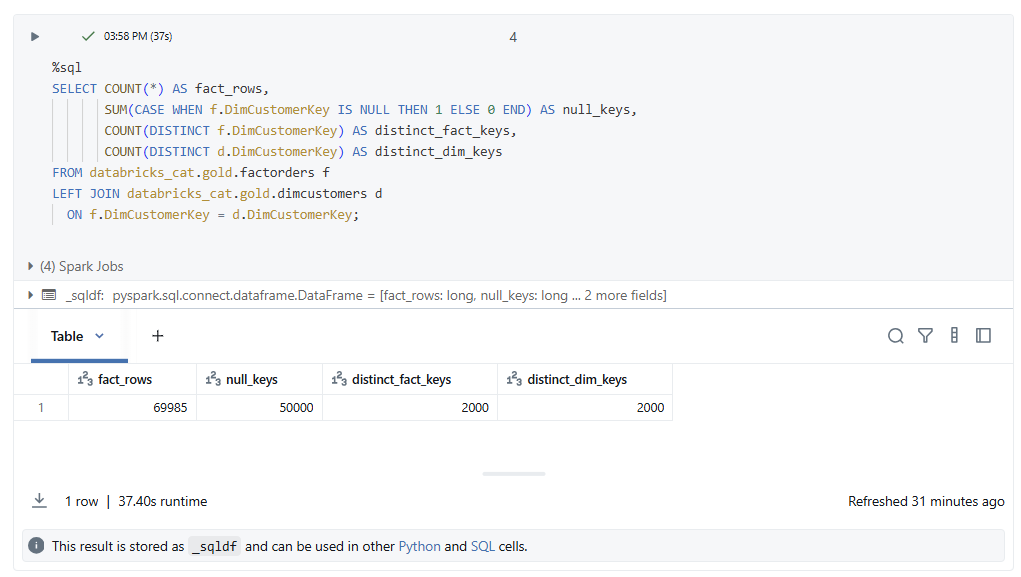 03:58 PM (37s)
4
%sql
SELECT COUNT(*) AS fact_rows,
SUM(CASE WHEN f.DimCustomerKey IS NULL THEN 1 ELSE 0 END) AS null_keys,
COUNT(DISTINCT f.DimCustomerKey) AS distinct_fact_keys,
COUNT(DISTINCT d.DimCustomerKey) AS distinct_dim_keys
FROM databricks_cat.gold.factorders f
LEFT JOIN databricks_cat.gold.dimcustomers d
ON f.DimCustomerKey = d.DimCustomerKey;
(4) Spark Jobs
_sqldf: pyspark.sql.connect.dataframe.DataFrame = [fact_rows: long, null_keys: long ... 2 more fields]
Table +
123 fact_rows 123 null_keys 123 distinct_fact_keys 123 distinct_dim_keys
1 69985 50000 2000 2000
1 row | 37.40s runtime
Refreshed 31 minutes ago
This result is stored as _sqldf and can be used in other Python and SQL cells.